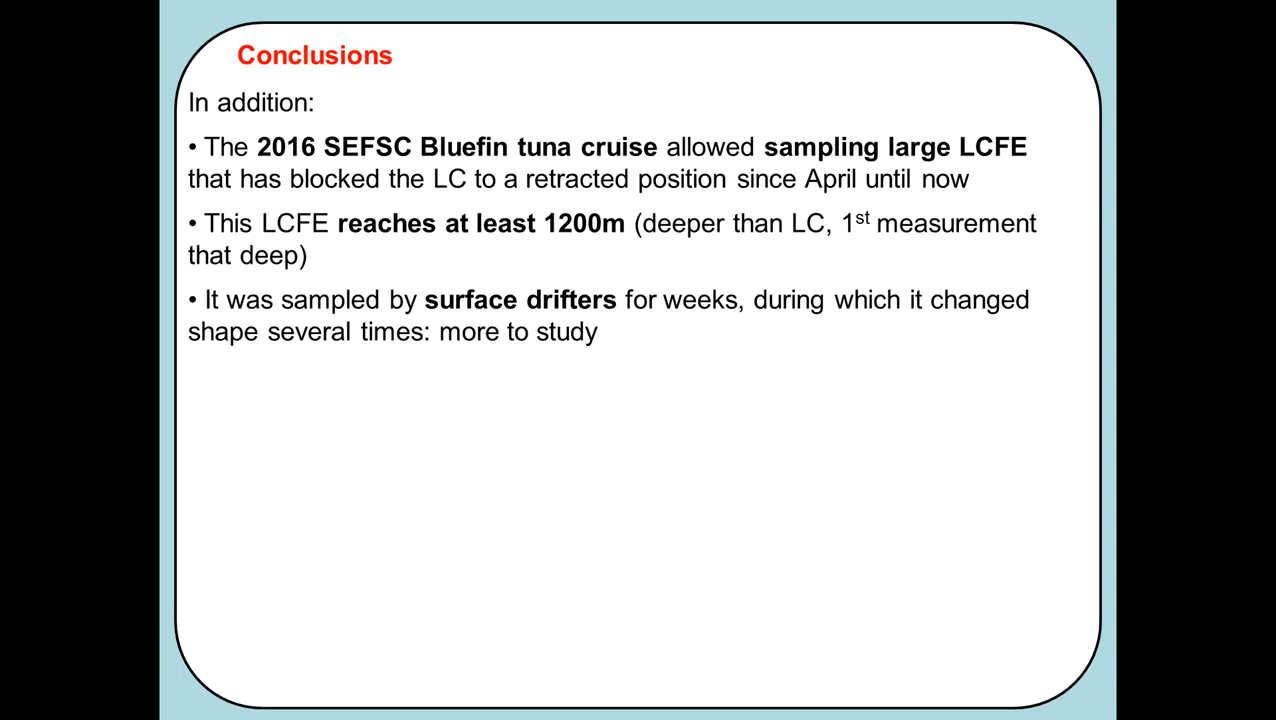 Conclusions
In addition:
• The 2016 SEFSC Bluefin tuna cruise allowed sampling large LCFE
that has blocked the LC to a retracted position since April until now
• This LCFE reaches at least 1200m (deeper than LC, 1st measurement
that deep)
• It was sampled by surface drifters for weeks, during which it changed
shape several times: more to study